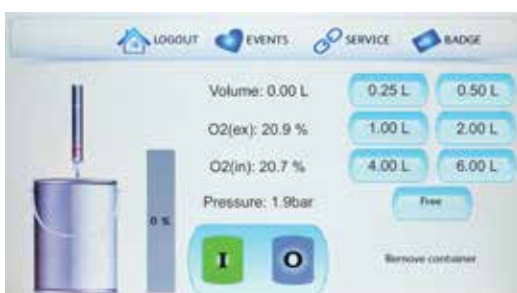 LOGOUT EVENTS SERVICE BADGE
Volume: 0.00 L 0.25 L 0.50 L
O2(ex): 20.9 % 1.00 L 2.00 L
O2(in): 20.7 % 4.00 L 6.00 L
Pressure: 1.9bar Free
0 %
I O
Remove container